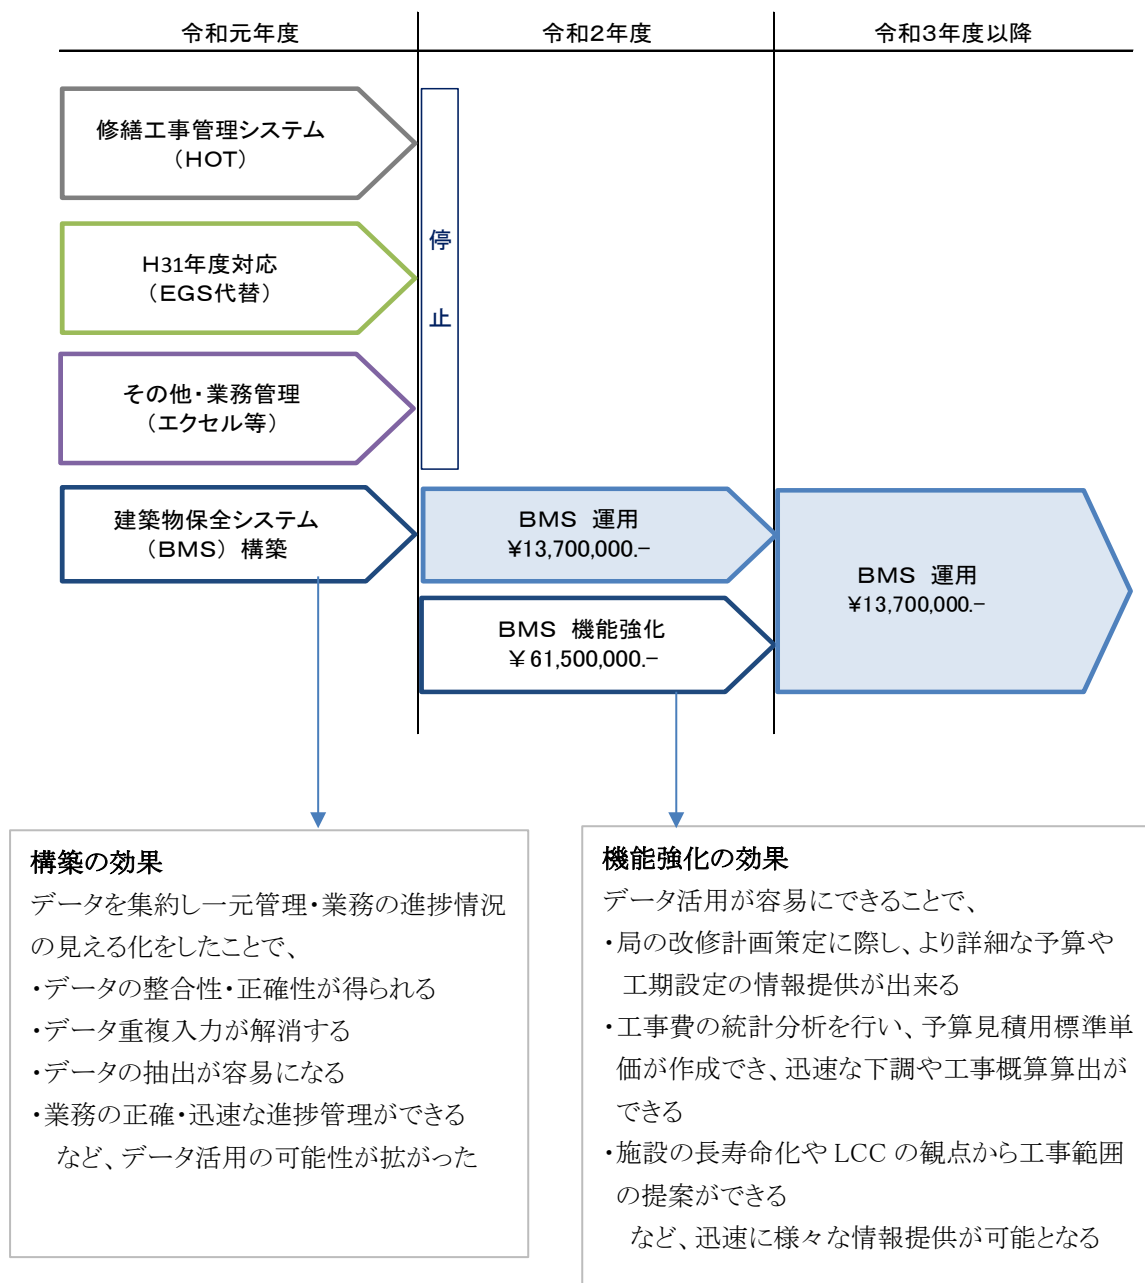 令和元年度
令和2年度
令和3年度以降
修繕工事管理システム
（HOT）
H31年度対応
（EGS代替）
その他・業務管理
（エクセル等）
停
止
建築物保全システム
（BMS） 構築
BMS 運用
¥13,700,000.−
BMS 機能強化
￥61,500,000.−
BMS 運用
¥13,700,000.−
構築の効果
データを集約し一元管理・業務の進捗情況
の見える化をしたことで、
・データの整合性・正確性が得られる
・データ重複入力が解消する
・データの抽出が容易になる
・業務の正確・迅速な進捗管理ができる
など、データ活用の可能性が拡がった
機能強化の効果
データ活用が容易にできることで、
・局の改修計画策定に際し、より詳細な予算や
工期設定の情報提供が出来る
・工事費の統計分析を行い、予算見積用標準単
価が作成でき、迅速な下調や工事概算算出が
できる
・施設の長寿命化や LCC の観点から工事範囲
の提案ができる
など、迅速に様々な情報提供が可能となる